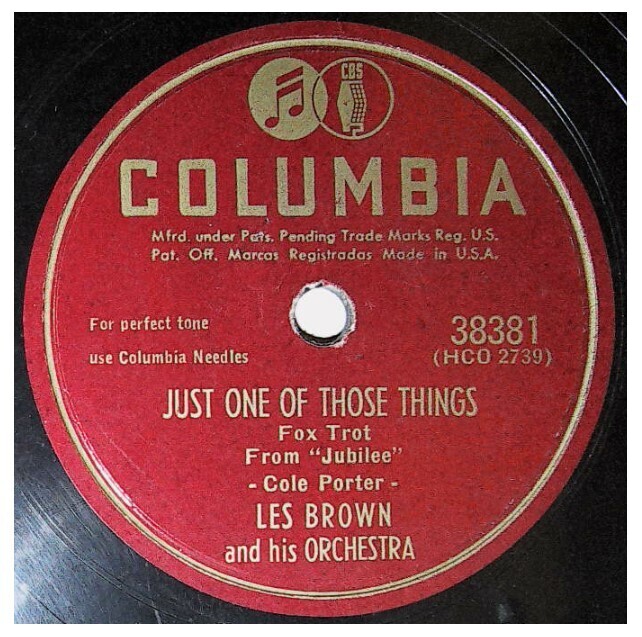 CBS
COLUMBIA
Mfrd. under Pats. Pending Trade Marks Reg. U.S.
Pat. Off. Marcas Registradas Made in U.S.A.
For perfect tone
use Columbia Needles
38381
(HCO 2739)
JUST ONE OF THOSE THINGS
Fox Trot
From "Jubilee"
- Cole Porter -
LES BROWN
and his ORCHESTRA